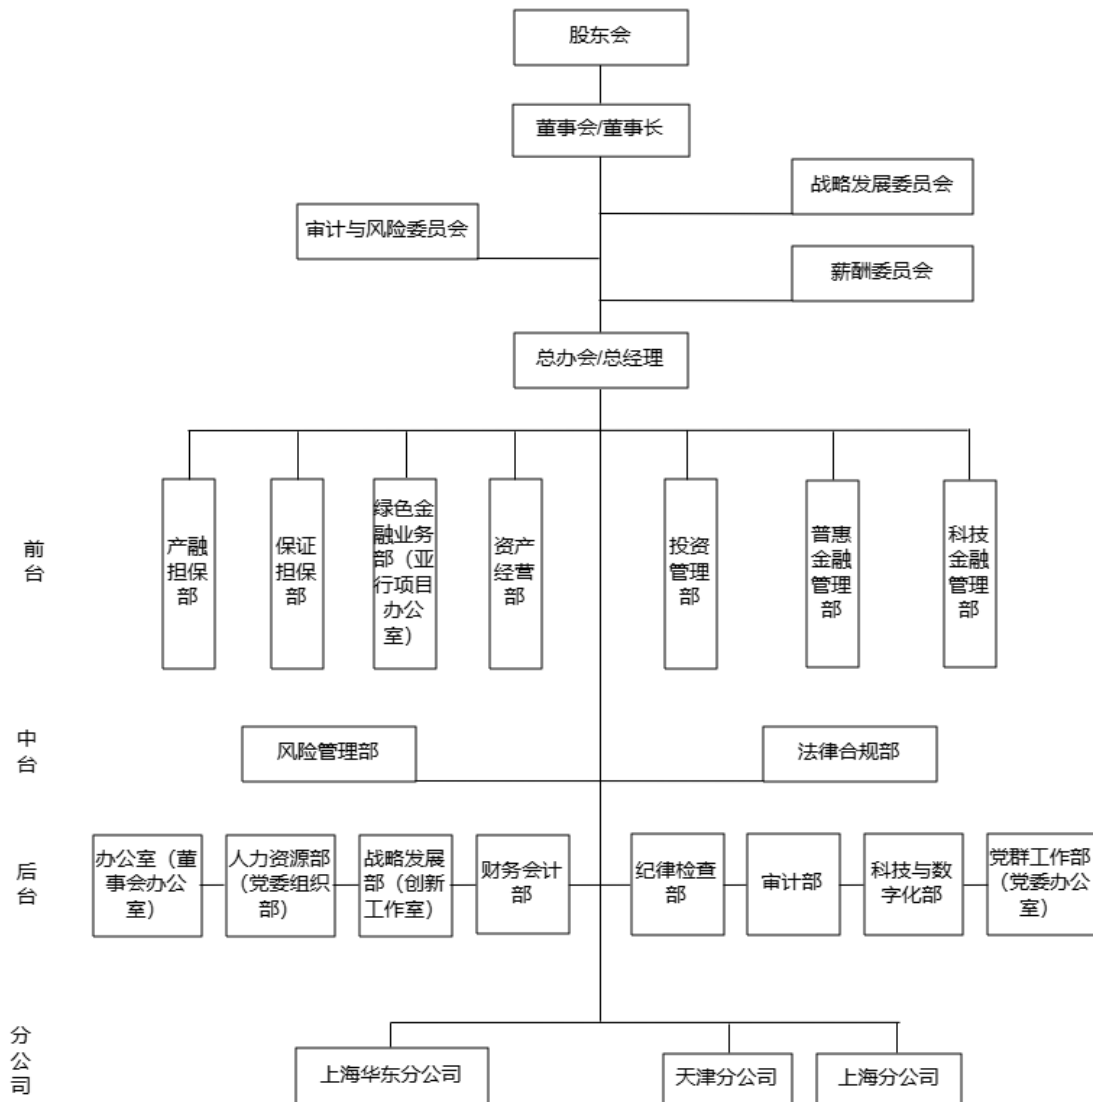 股东会
董事会/董事长
战略发展委员会
审计与风险委员会
薪酬委员会
总办会/总经理
前
台
产融
担保
部
保证
担保
部
绿色金
融业务
部（亚
行项目
办公
室）
资产
经营
部
投资
管理
部
普惠
金融
管理
部
科技
金融
管理
部
中
台
风险管理部
法律合规部
后
台
办公室（董
事会办公
室）
人力资源部
（党委组织
部）
战略发展
部（创新
工作室）
财务会计
部
纪律检查
部
审计部
科技与数
字化部
党群工作部
（党委办公
室）
分
公
司
上海华东分公司
天津分公司
上海分公司